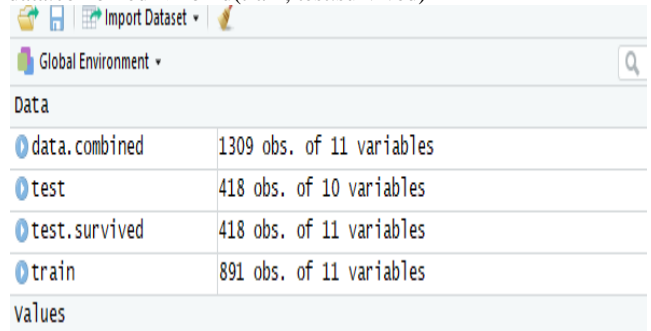 Import Dataset
Global Environment
Data
data.combined 1309 obs. of 11 variables
test 418 obs. of 10 variables
test.survived 418 obs. of 11 variables
train 891 obs. of 11 variables
Values